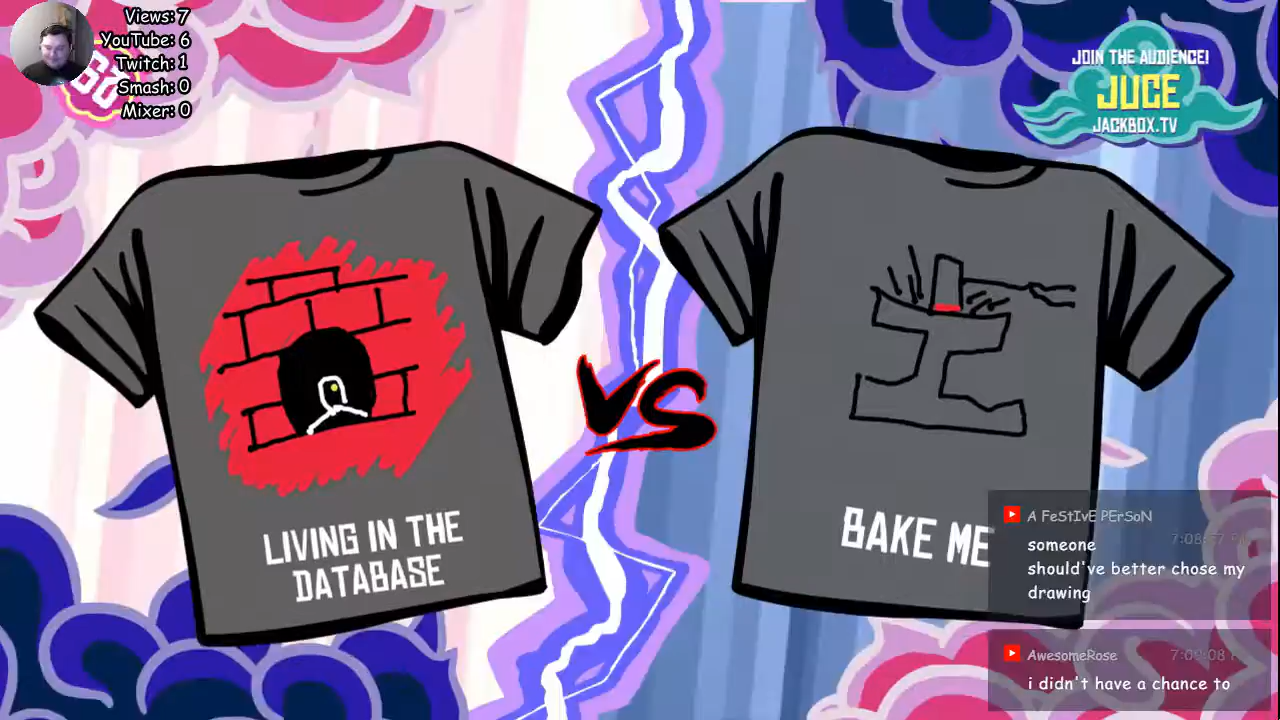 Views: 7
YouTube: 6
Twitch: 1
Smash: 0
Mixer: 0
JOIN THE AUDIENCE!
JUCE
JACKBOX.TV
VS
LIVING IN THE
DATABASE
BAKE ME
A FeStIvE PErSoN
someone
should've better chose my
drawing
AwesomeRose
i didn't have a chance to